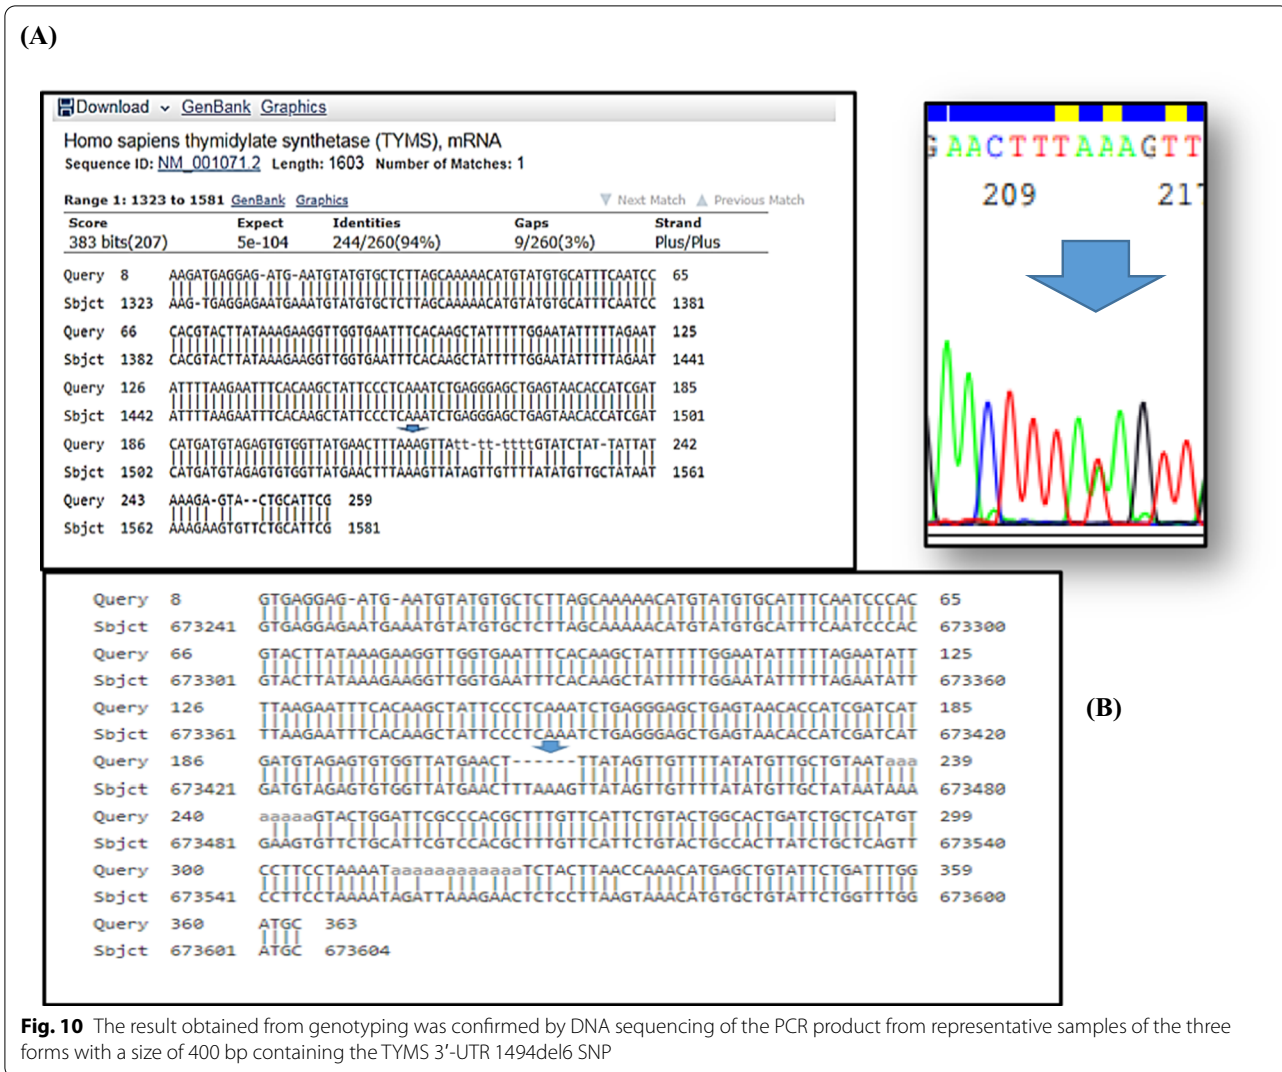 (A)
Download GenBank Graphics
Homo sapiens thymidylate synthetase (TYMS), mRNA
Sequence ID: NM_001071.2 Length: 1603 Number of Matches: 1
Range 1: 1323 to 1581 GenBank Graphics Next Match Previous Match
Score Expect Identities Gaps Strand
383 bits(207) 5e-104 244/260(94%) 9/260(3%) Plus/Plus
Query 8 AAGATGAGGAG-ATG-AATGTATGTGCTCTTAGCAAAAACATGTATGTGCATTTCAATCC 65
Sbjct 1323 AAG-TGAGGAGAATGAAATGTATGTGCTCTTAGCAAAAACATGTATGTGCATTTCAATCC 1381
Query 66 CACGTACTTATAAAGAAGGTTGGTGAATTTCACAAGCTATTTTTGGAATATTTTTAGAAT 125
Sbjct 1382 CACGTACTTATAAAGAAGGTTGGTGAATTTCACAAGCTATTTTTGGAATATTTTTAGAAT 1441
Query 126 ATTTTAAGAATTTCACAAGCTATTCCCTCAAATCTGAGGGAGCTGAGTAACACCATCGAT 185
Sbjct 1442 ATTTTAAGAATTTCACAAGCTATTCCCTCAAATCTGAGGGAGCTGAGTAACACCATCGAT 1501
Query 186 CATGATGTAGAGTGTGGTTATGAACTTTAAAGTTAtt-tt-ttttGTATCTAT-TATTAT 242
Sbjct 1502 CATGATGTAGAGTGTGGTTATGAACTTTAAAGTTATAGTTGTTTTATATGTTGCTATAAT 1561
Query 243 AAAGA-GTA--CTGCATTCG 259
Sbjct 1562 AAAGAAGTGTTCTGCATTCG 1581
GAACTTTAAAGTT
209 217
Query 8 GTGAGGAG-ATG-AATGTATGTGCTCTTAGCAAAAACATGTATGTGCATTTCAATCCCAC 65
Sbjct 673241 GTGAGGAGAATGAAATGTATGTGCTCTTAGCAAAAACATGTATGTGCATTTCAATCCCAC 673300
Query 66 GTACTTATAAAGAAGGTTGGTGAATTTCACAAGCTATTTTTGGAATATTTTTAGAATATT 125
Sbjct 673301 GTACTTATAAAGAAGGTTGGTGAATTTCACAAGCTATTTTTGGAATATTTTTAGAATATT 673360
Query 126 TTAAGAATTTCACAAGCTATTCCCTCAAATCTGAGGGAGCTGAGTAACACCATCGATCAT 185
Sbjct 673361 TTAAGAATTTCACAAGCTATTCCCTCAAATCTGAGGGAGCTGAGTAACACCATCGATCAT 673420
(B)
Query 186 GATGTAGAGTGTGGTTATGAACT------TTATAGTTGTTTTATATGTTGCTGTAATaaa 239
Sbjct 673421 GATGTAGAGTGTGGTTATGAACTTTAAAGTTATAGTTGTTTTATATGTTGCTATAATAAA 673480
Query 240 aaaaaGTACTGGATTCGCCCACGCTTTGTTCATTCTGTACTGGCACTGATCTGCTCATGT 299
Sbjct 673481 GAAGTGTTCTGCATTCGTCCACGCTTTGTTCATTCTGTACTGCCACTTATCTGCTCAGTT 673540
Query 300 CCTTCCTAAAATaaaaaaaaaaaaaTCTACTTAACCAAACATGAGCTGTATTCTGATTTGG 359
Sbjct 673541 CCTTCCTAAAATAGATTAAAGAACTCTCCTTAAGTAAACATGTGCTGTATTCTGGTTTGG 673600
Query 360 ATGC 363
Sbjct 673601 ATGC 673604
Fig. 10 The result obtained from genotyping was confirmed by DNA sequencing of the PCR product from representative samples of the three
forms with a size of 400 bp containing the TYMS 3′-UTR 1494del6 SNP